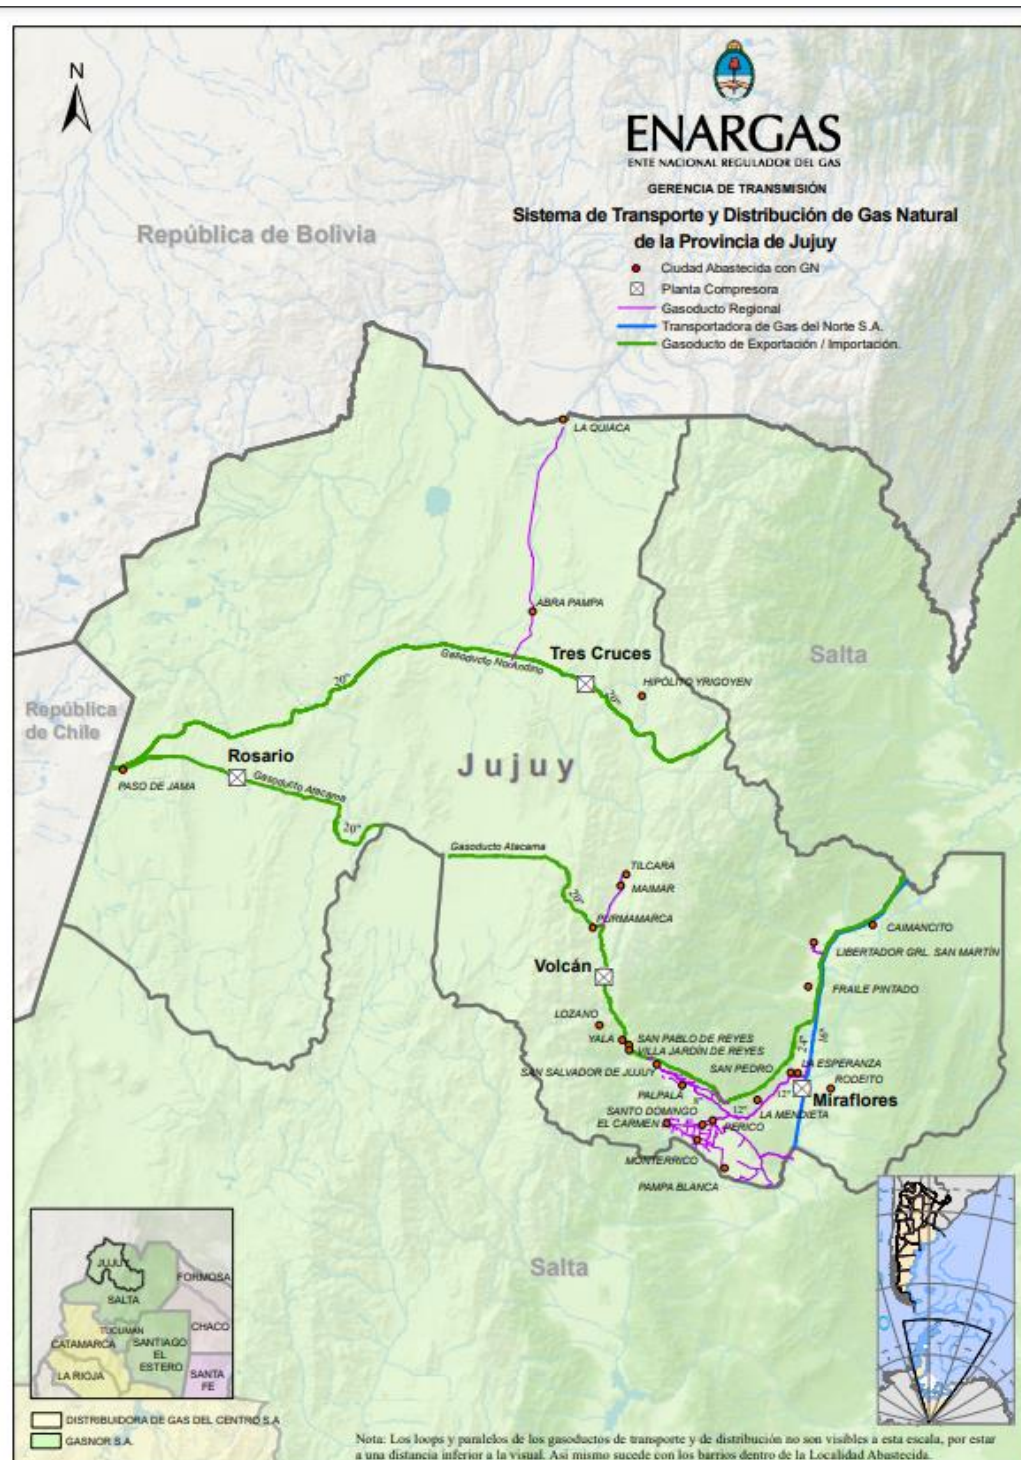 N
ENARGAS
ENTE NACIONAL REGULADOR DEL GAS
GERENCIA DE TRANSMISIÓN
Sistema de Transporte y Distribución de Gas Natural
de la Provincia de Jujuy
Ciudad Abastecida con GN
Planta Compresora
Gasoducto Regional
Transportadora de Gas del Norte S.A.
Gasoducto de Exportación / Importación.
República de Bolivia
LA QUIACA
ABRA PAMPA
Gasoducto NorAndino
Tres Cruces
Salta
20"
20"
HIPÓLITO YRIGOYEN
República
de Chile
Rosario
Jujuy
PASO DE JAMA
Gasoducto Atacama
20"
Gasoducto Atacama
TILCARA
MAIMAR
20"
PURMAMARCA
CAIMANCITO
LIBERTADOR GRL. SAN MARTÍN
Volcán
FRAILE PINTADO
LOZANO
YALA
SAN PABLO DE REYES
VILLA JARDÍN DE REYES
24"
16"
SAN SALVADOR DE JUJUY
SAN PEDRO
LA ESPERANZA
RODEITO
PALPALÁ
8"
12"
Miraflores
SANTO DOMINGO
12"
LA MENDIETA
EL CARMEN
PERICO
MONTERRICO
PAMPA BLANCA
Salta
JUJUY
SALTA
FORMOSA
TUCUMAN
CHACO
CATAMARCA
SANTIAGO
EL
ESTERO
LA RIOJA
SANTA
FE
DISTRIBUIDORA DE GAS DEL CENTRO S.A
GASNOR S.A.
Nota: Los loops y paralelos de los gasoductos de transporte y de distribución no son visibles a esta escala, por estar
a una distancia inferior a la visual. Así mismo sucede con los barrios dentro de la Localidad Abastecida.